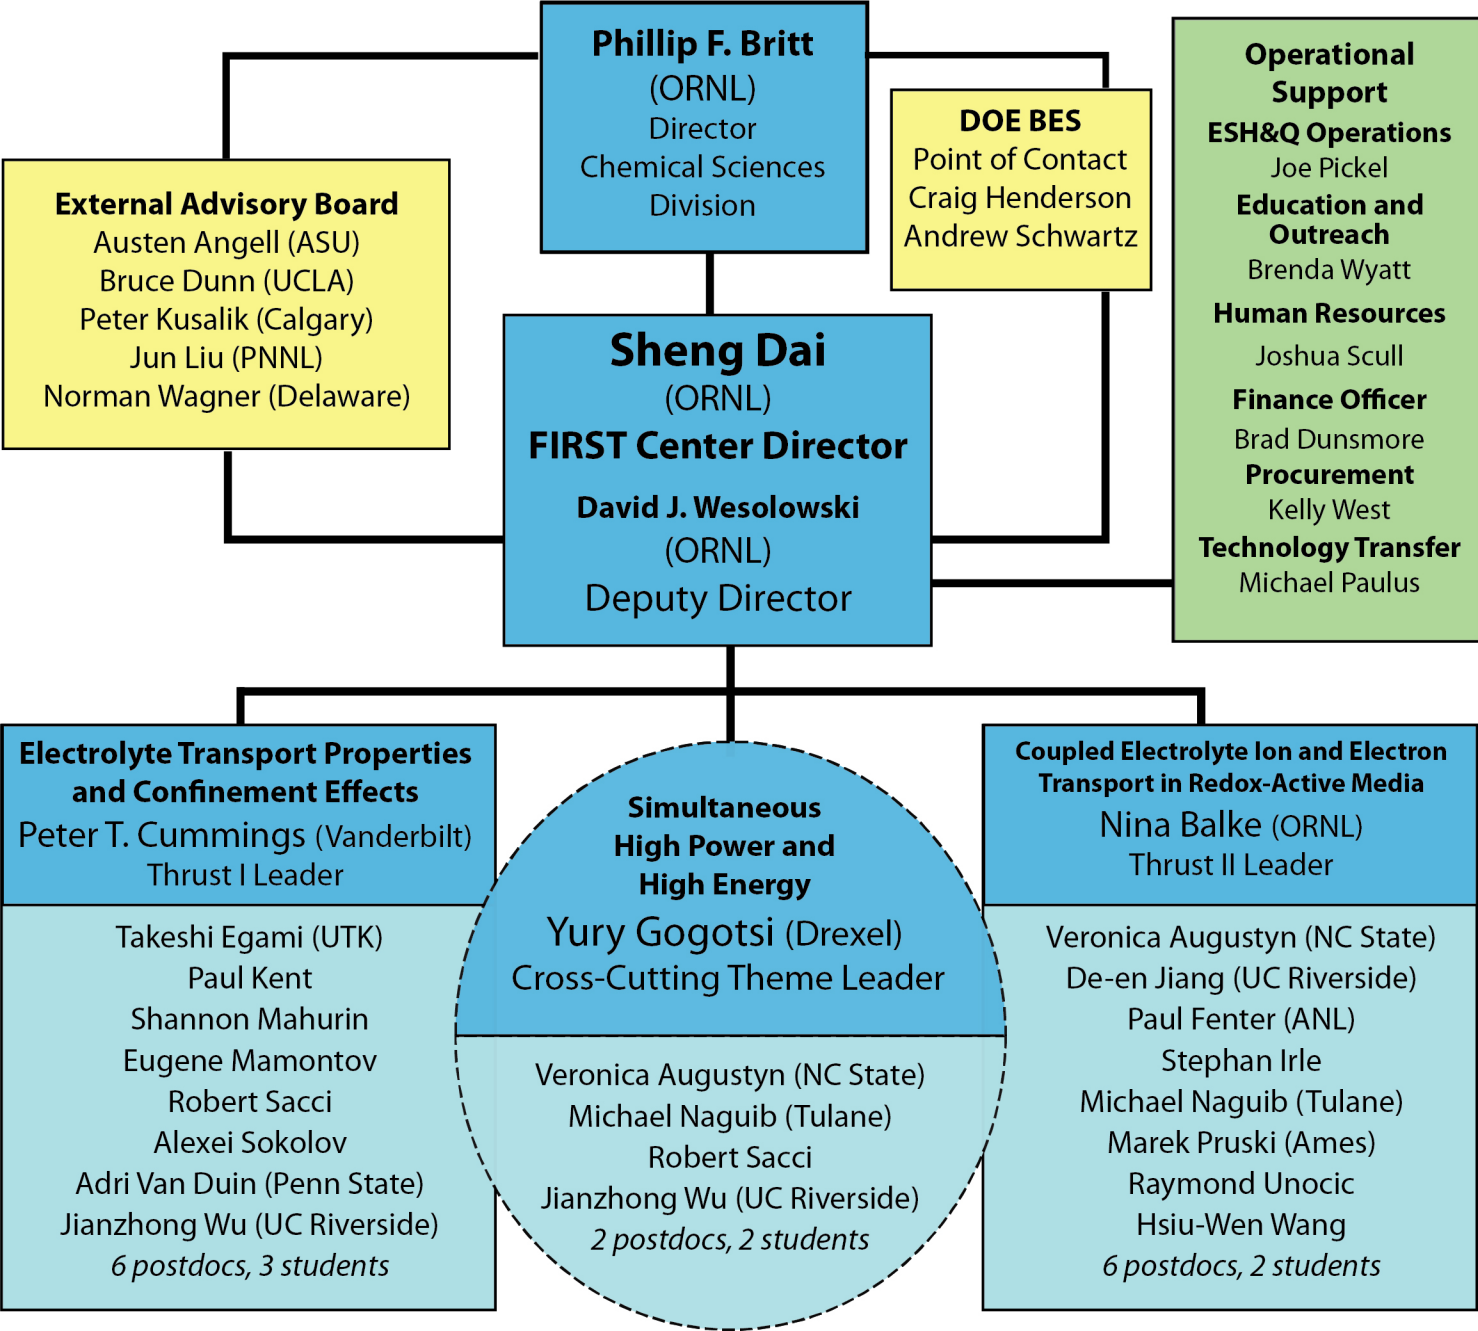 Phillip F. Britt
(ORNL)
Director
Chemical Sciences
Division
External Advisory Board
Austen Angell (ASU)
Bruce Dunn (UCLA)
Peter Kusalik (Calgary)
Jun Liu (PNNL)
Norman Wagner (Delaware)
DOE BES
Point of Contact
Craig Henderson
Andrew Schwartz
Operational
Support
ESH&Q Operations
Joe Pickel
Education and
Outreach
Brenda Wyatt
Human Resources
Joshua Scull
Finance Officer
Brad Dunsmore
Procurement
Kelly West
Technology Transfer
Michael Paulus
Sheng Dai
(ORNL)
FIRST Center Director
David J. Wesolowski
(ORNL)
Deputy Director
Electrolyte Transport Properties
and Confinement Effects
Peter T. Cummings (Vanderbilt)
Thrust I Leader
Takeshi Egami (UTK)
Paul Kent
Shannon Mahurin
Eugene Mamontov
Robert Sacci
Alexei Sokolov
Adri Van Duin (Penn State)
Jianzhong Wu (UC Riverside)
6 postdocs, 3 students
Simultaneous
High Power and
High Energy
Yury Gogotsi (Drexel)
Cross-Cutting Theme Leader
Veronica Augustyn (NC State)
Michael Naguib (Tulane)
Robert Sacci
Jianzhong Wu (UC Riverside)
2 postdocs, 2 students
Coupled Electrolyte Ion and Electron
Transport in Redox-Active Media
Nina Balke (ORNL)
Thrust II Leader
Veronica Augustyn (NC State)
De-en Jiang (UC Riverside)
Paul Fenter (ANL)
Stephan Irle
Michael Naguib (Tulane)
Marek Pruski (Ames)
Raymond Unocic
Hsiu-Wen Wang
6 postdocs, 2 students